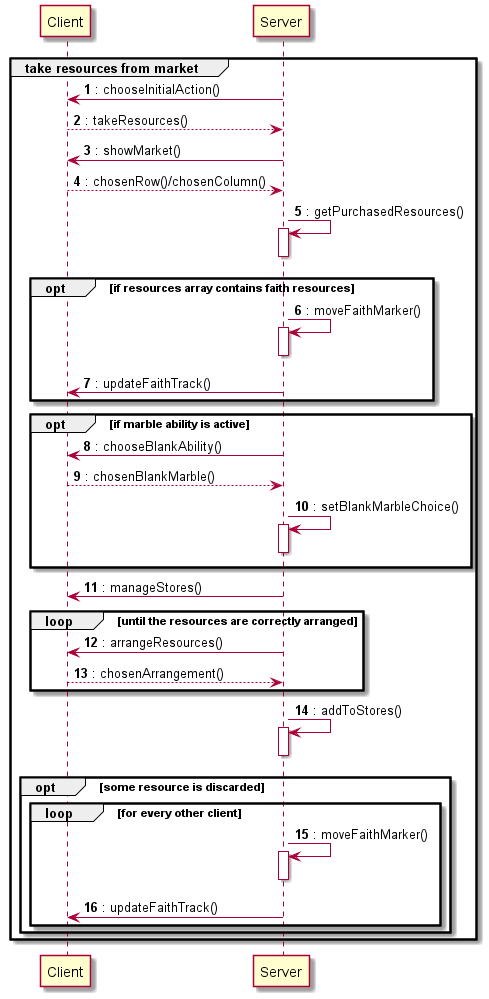 Client Server
take resources from market
1 : chooseInitialAction()
2 : takeResources()
3 : showMarket()
4 : chosenRow()/chosenColumn()
5 : getPurchasedResources()
opt [if resources array contains faith resources]
6 : moveFaithMarker()
7 : updateFaithTrack()
opt [if marble ability is active]
8 : chooseBlankAbility()
9 : chosenBlankMarble()
10 : setBlankMarbleChoice()
11 : manageStores()
loop [until the resources are correctly arranged]
12 : arrangeResources()
13 : chosenArrangement()
14 : addToStores()
opt [some resource is discarded]
loop [for every other client]
15 : moveFaithMarker()
16 : updateFaithTrack()
Client Server